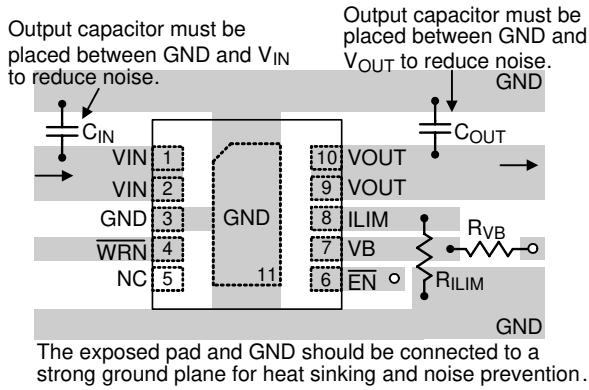 Output capacitor must be
placed between GND and VIN
to reduce noise.
Output capacitor must be
placed between GND and
VOUT to reduce noise.
GND
CIN
COUT
VIN 1
10 VOUT
VIN 2
9 VOUT
GND 3
GND
8 ILIM
WRN 4
7 VB
RVB
NC 5
11
6 EN
RILIM
GND
The exposed pad and GND should be connected to a
strong ground plane for heat sinking and noise prevention.